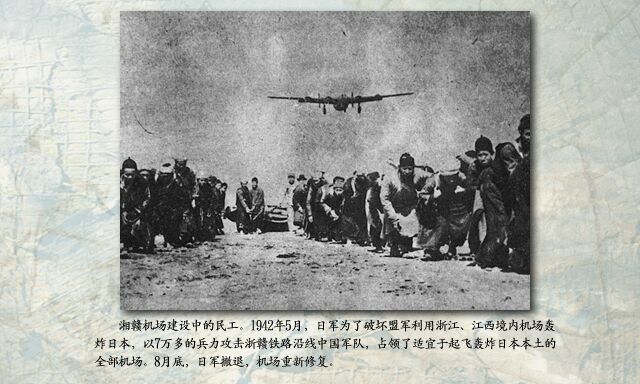 湘赣机场建设中的民工。1942年5月，日军为了破坏盟军利用浙江、江西境内机场轰
炸日本，以7万多的兵力攻击浙赣铁路沿线中国军队，占领了适宜于起飞轰炸日本本土的
全部机场。8月底，日军撤退，机场重新修复。